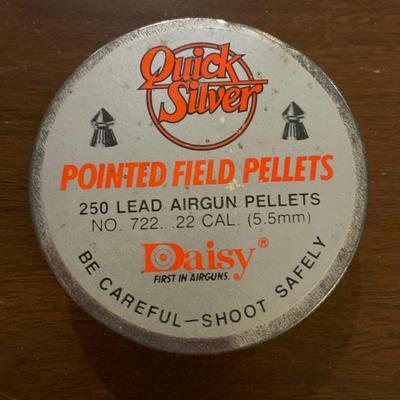 Quick
Silver®
POINTED FIELD PELLETS
250 LEAD AIRGUN PELLETS
NO. 722. .22 CAL. (5.5mm)
Daisy®
FIRST IN AIRGUNS.
BE CAREFUL—SHOOT SAFELY